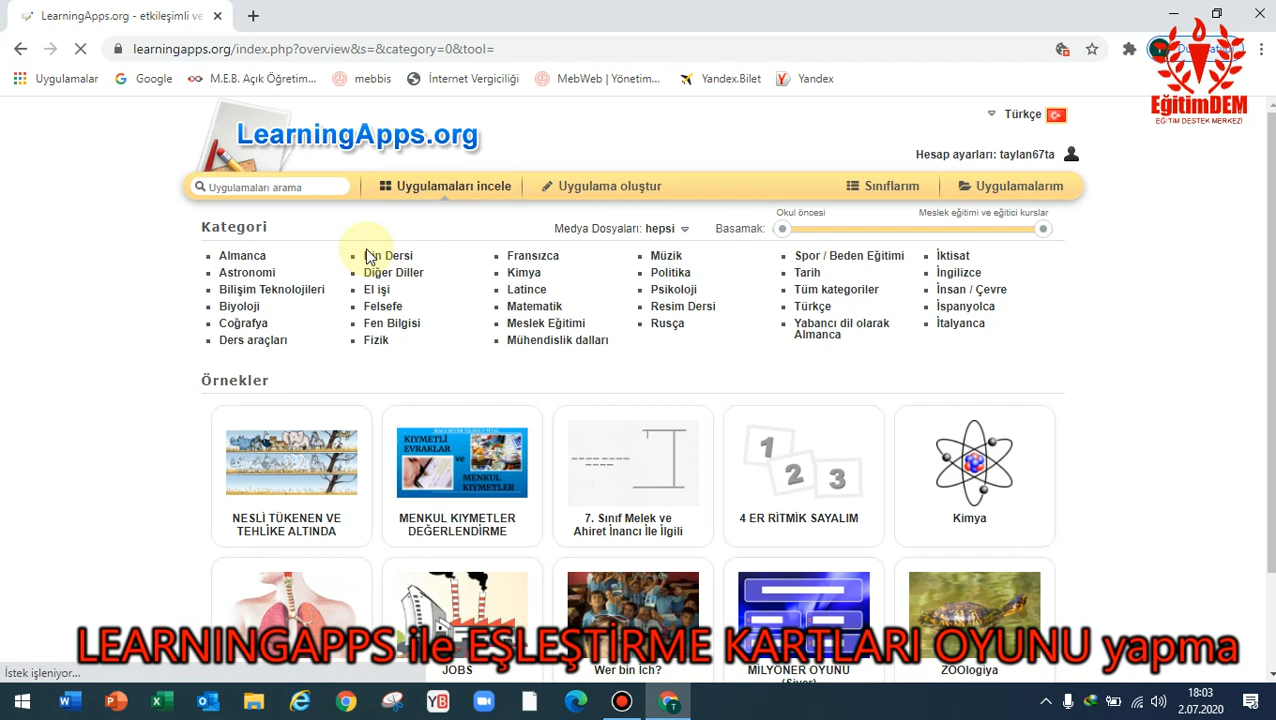 LearningApps.org - etkileşimli ve
learningapps.org/index.php?overview&s=&category=0&tool=
Uygulamalar
Google
M.E.B. Açık Öğretim...
mebbis
İnternet Vergiciliği
MebWeb | Yönetim...
Yandex.Bilet
Yandex
EğitimDEM
EĞİTİM DESTEK MERKEZİ
LearningApps.org
Türkçe
Hesap ayarları: taylan67ta
Uygulamaları arama
Uygulamaları incele
Uygulama oluştur
Sınıflarım
Uygulamalarım
Kategori
Medya Dosyaları: hepsi
Basamak:
Okul öncesi
Meslek eğitimi ve eğitici kurslar
Almanca
Astronomi
Bilişim Teknolojileri
Biyoloji
Coğrafya
Ders araçları
Din Dersi
Diğer Diller
El işi
Felsefe
Fen Bilgisi
Fizik
Fransızca
Kimya
Latince
Matematik
Meslek Eğitimi
Mühendislik dalları
Müzik
Politika
Psikoloji
Resim Dersi
Rusça
Spor / Beden Eğitimi
Tarih
Tüm kategoriler
Türkçe
Yabancı dil olarak
Almanca
İktisat
İngilizce
İnsan / Çevre
İspanyolca
İtalyanca
Örnekler
NESLİ TÜKENEN VE
TEHLİKE ALTINDA
KIYMETLİ
EVRAKLAR
ve
MENKUL
KIYMETLER
MENKUL KIYMETLER
DEĞERLENDİRME
7. Sınıf Melek ve
Ahiret İnancı İle İlgili
1
2
3
4 ER RİTMİK SAYALIM
Kimya
JOBS
Wer bin ich?
MİLYONER OYUNU
ZOOlogiya
LEARNINGAPPS ile EŞLEŞTİRME KARTLARI OYUNU yapma
İstek işleniyor...
18:03
2.07.2020